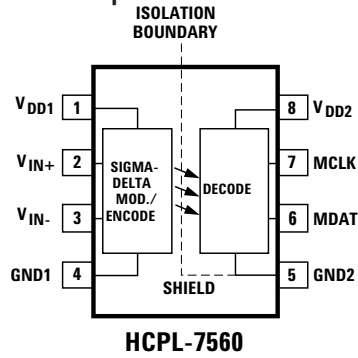 ISOLATION
BOUNDARY
VDD1 1
8 VDD2
VIN+ 2
7 MCLK
SIGMA-
DELTA
MOD./
ENCODE
DECODE
VIN- 3
6 MDAT
GND1 4
5 GND2
SHIELD
HCPL-7560